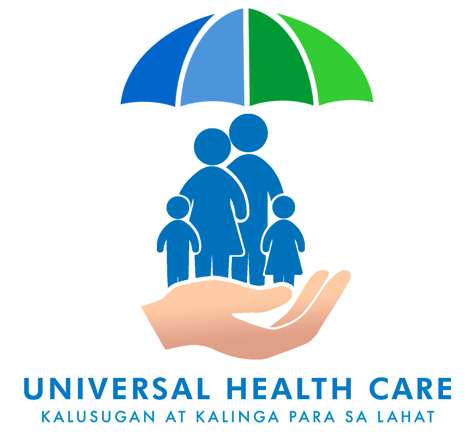 UNIVERSAL HEALTH CARE
KALUSUGAN AT KALINGA PARA SA LAHAT